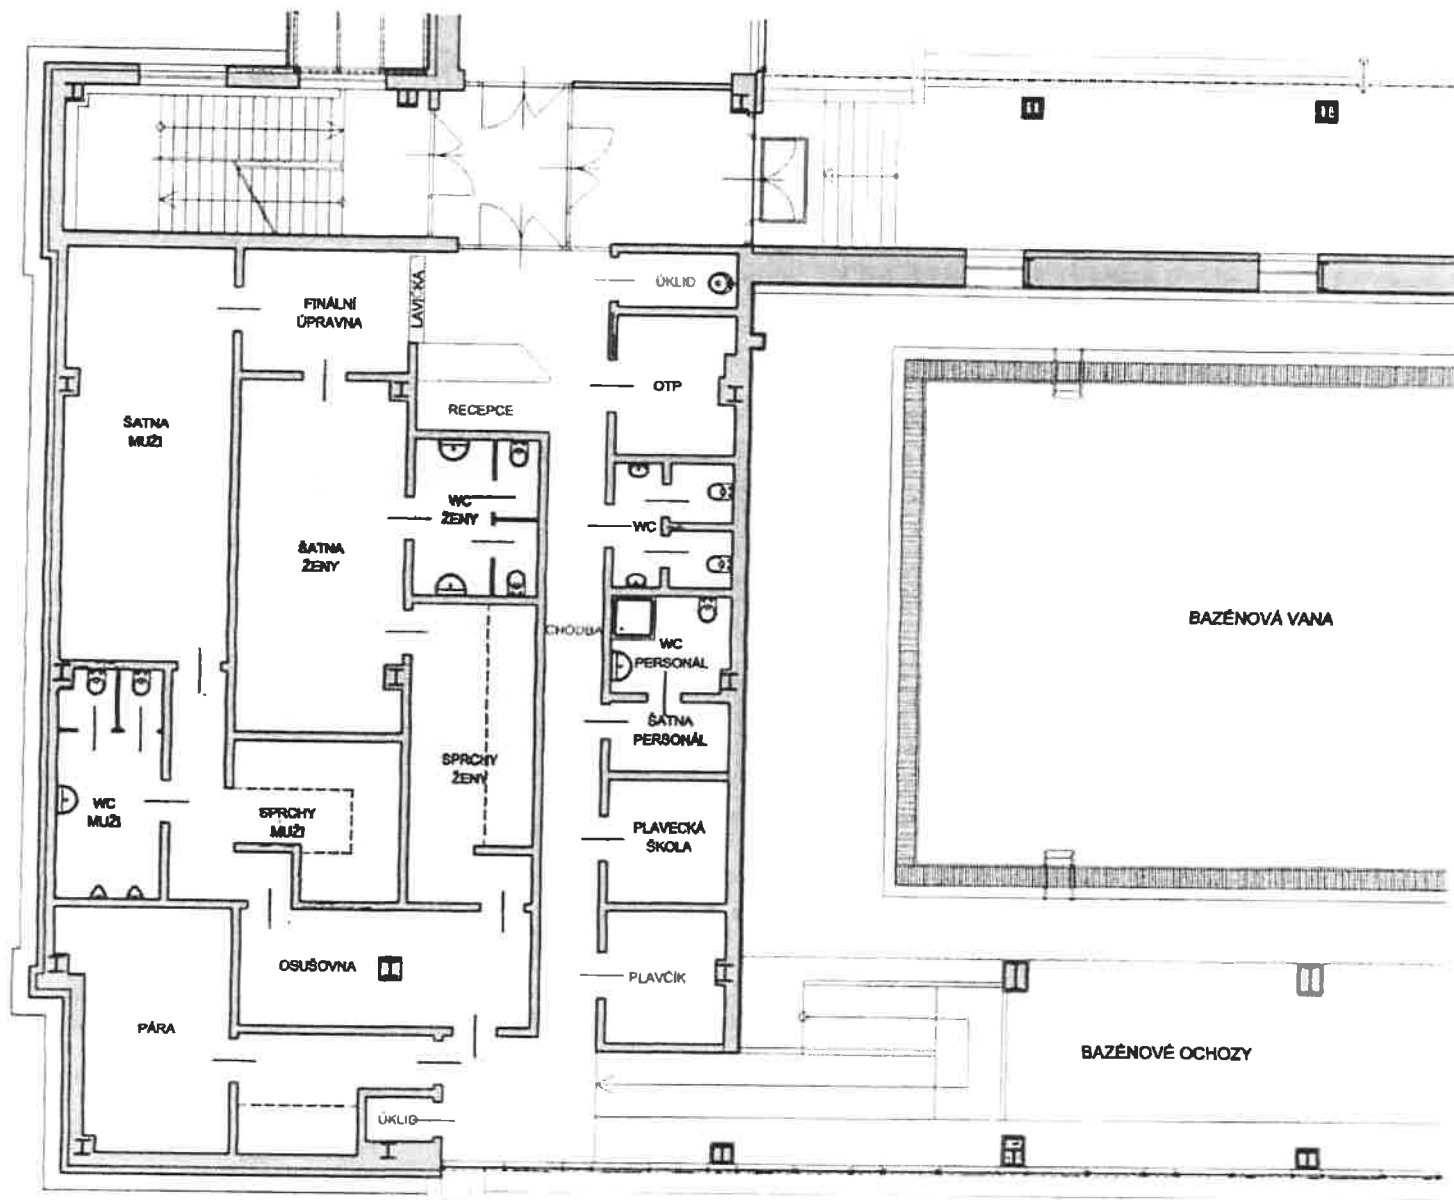 ÚKLID
LAVIČKA
FINÁLNÍ
ÚPRAVNA
OTP
RECEPCE
ŠATNA
MUŽI
WC
ŽENY
WC
ŠATNA
ŽENY
BAZÉNOVÁ VANA
CHODBA
WC
PERSONÁL
ŠATNA
PERSONÁL
SPRCHY
ŽENY
WC
MUŽI
SPRCHY
MUŽI
PLAVECKÁ
ŠKOLA
OSUŠOVNA
PLAVČÍK
PÁRA
BAZÉNOVÉ OCHOZY
ÚKLID